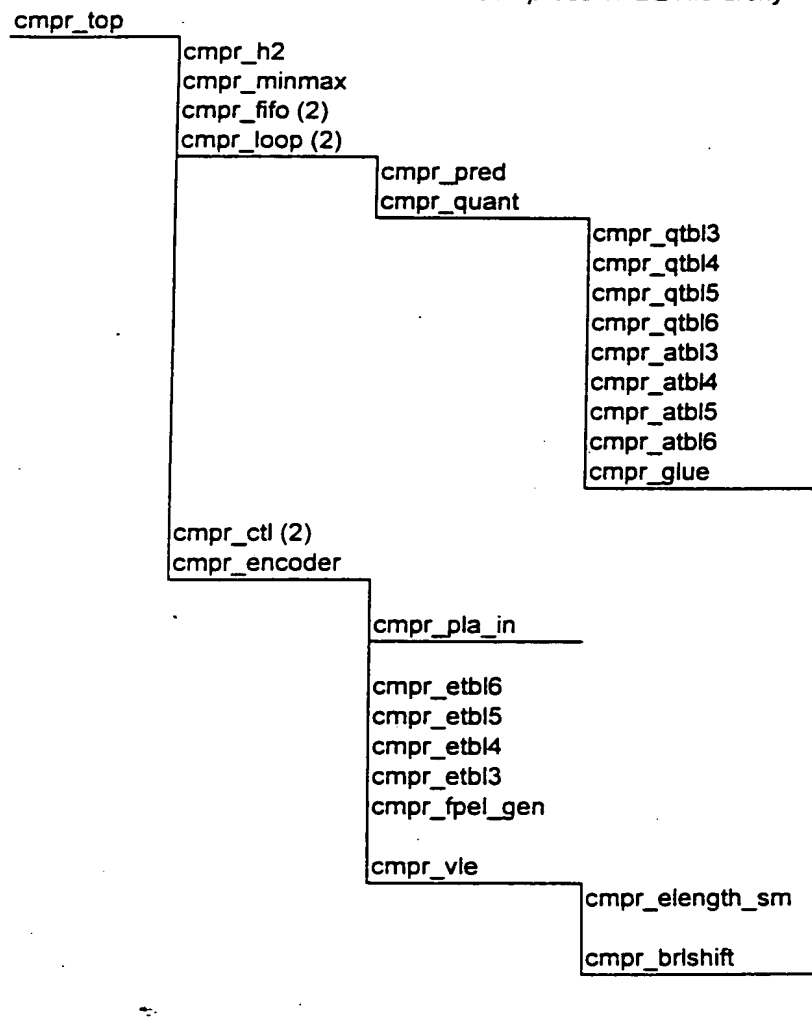 cmpr_top
cmpr_h2
cmpr_minmax
cmpr_fifo (2)
cmpr_loop (2)
cmpr_pred
cmpr_quant
cmpr_qtbl3
cmpr_qtbl4
cmpr_qtbl5
cmpr_qtbl6
cmpr_atbl3
cmpr_atbl4
cmpr_atbl5
cmpr_atbl6
cmpr_glue
cmpr_ctl (2)
cmpr_encoder
cmpr_pla_in
cmpr_etbl6
cmpr_etbl5
cmpr_etbl4
cmpr_etbl3
cmpr_fpel_gen
cmpr_vle
cmpr_elength_sm
cmpr_brlshift